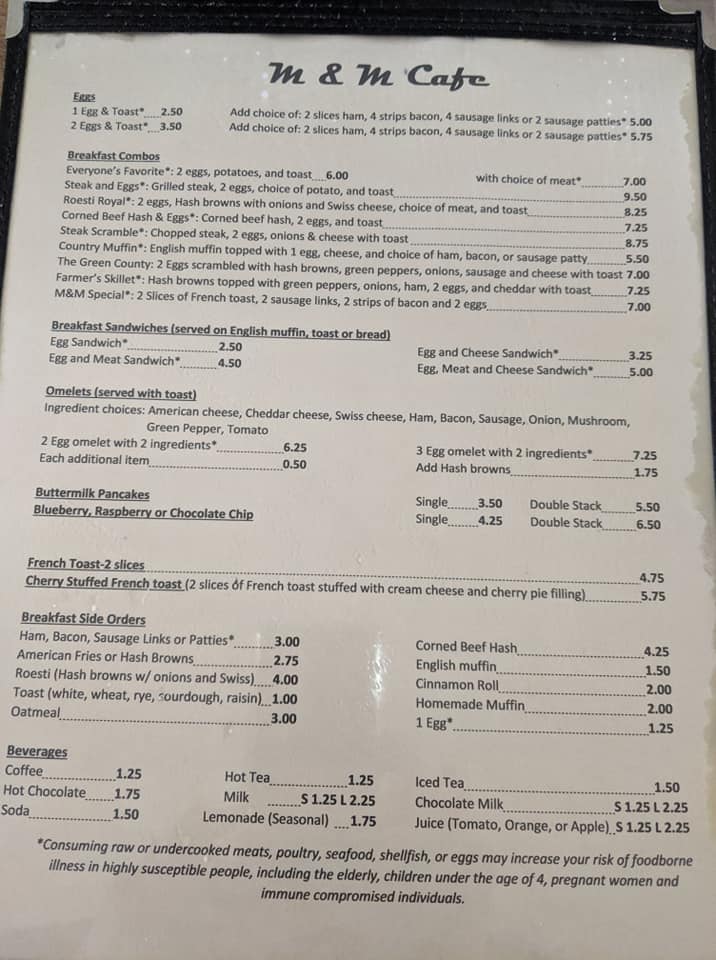 M & M Cafe
Eggs
1 Egg & Toast*.....2.50 Add choice of: 2 slices ham, 4 strips bacon, 4 sausage links or 2 sausage patties* 5.00
2 Eggs & Toast*...3.50 Add choice of: 2 slices ham, 4 strips bacon, 4 sausage links or 2 sausage patties* 5.75
Breakfast Combos
Everyone's Favorite*: 2 eggs, potatoes, and toast....6.00 with choice of meat*..........7.00
Steak and Eggs*: Grilled steak, 2 eggs, choice of potato, and toast..........9.50
Roesti Royal*: 2 eggs, Hash browns with onions and Swiss cheese, choice of meat, and toast..........8.25
Corned Beef Hash & Eggs*: Corned beef hash, 2 eggs, and toast..........7.25
Steak Scramble*: Chopped steak, 2 eggs, onions & cheese with toast..........8.75
Country Muffin*: English muffin topped with 1 egg, cheese, and choice of ham, bacon, or sausage patty..........5.50
The Green County: 2 Eggs scrambled with hash browns, green peppers, onions, sausage and cheese with toast 7.00
Farmer's Skillet*: Hash browns topped with green peppers, onions, ham, 2 eggs, and cheddar with toast..........7.25
M&M Special*: 2 Slices of French toast, 2 sausage links, 2 strips of bacon and 2 eggs..........7.00
Breakfast Sandwiches (served on English muffin, toast or bread)
Egg Sandwich*..........2.50 Egg and Cheese Sandwich*..........3.25
Egg and Meat Sandwich*..........4.50 Egg, Meat and Cheese Sandwich*..........5.00
Omelets (served with toast)
Ingredient choices: American cheese, Cheddar cheese, Swiss cheese, Ham, Bacon, Sausage, Onion, Mushroom,
Green Pepper, Tomato
2 Egg omelet with 2 ingredients*..........6.25 3 Egg omelet with 2 ingredients*..........7.25
Each additional item..........0.50 Add Hash browns..........1.75
Buttermilk Pancakes Single........3.50 Double Stack.........5.50
Blueberry, Raspberry or Chocolate Chip Single........4.25 Double Stack.........6.50
French Toast-2 slices..........4.75
Cherry Stuffed French toast (2 slices of French toast stuffed with cream cheese and cherry pie filling)..........5.75
Breakfast Side Orders
Ham, Bacon, Sausage Links or Patties*..........3.00 Corned Beef Hash..........4.25
American Fries or Hash Browns..........2.75 English muffin..........1.50
Roesti (Hash browns w/ onions and Swiss)....4.00 Cinnamon Roll..........2.00
Toast (white, wheat, rye, sourdough, raisin)..1.00 Homemade Muffin..........2.00
Oatmeal..........3.00 1 Egg*..........1.25
Beverages
Coffee..........1.25 Hot Tea..........1.25 Iced Tea..........1.50
Hot Chocolate.......1.75 Milk ........S 1.25 L 2.25 Chocolate Milk..........S 1.25 L 2.25
Soda..........1.50 Lemonade (Seasonal) ....1.75 Juice (Tomato, Orange, or Apple)..S 1.25 L 2.25
*Consuming raw or undercooked meats, poultry, seafood, shellfish, or eggs may increase your risk of foodborne
illness in highly susceptible people, including the elderly, children under the age of 4, pregnant women and
immune compromised individuals.